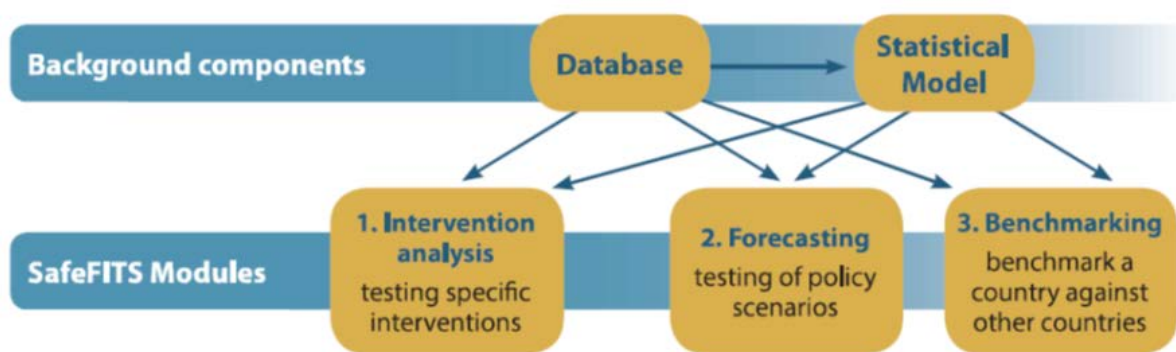 Background components
Database
Statistical
Model
SafeFITS Modules
1. Intervention
analysis
testing specific
interventions
2. Forecasting
testing of policy
scenarios
3. Benchmarking
benchmark a
country against
other countries